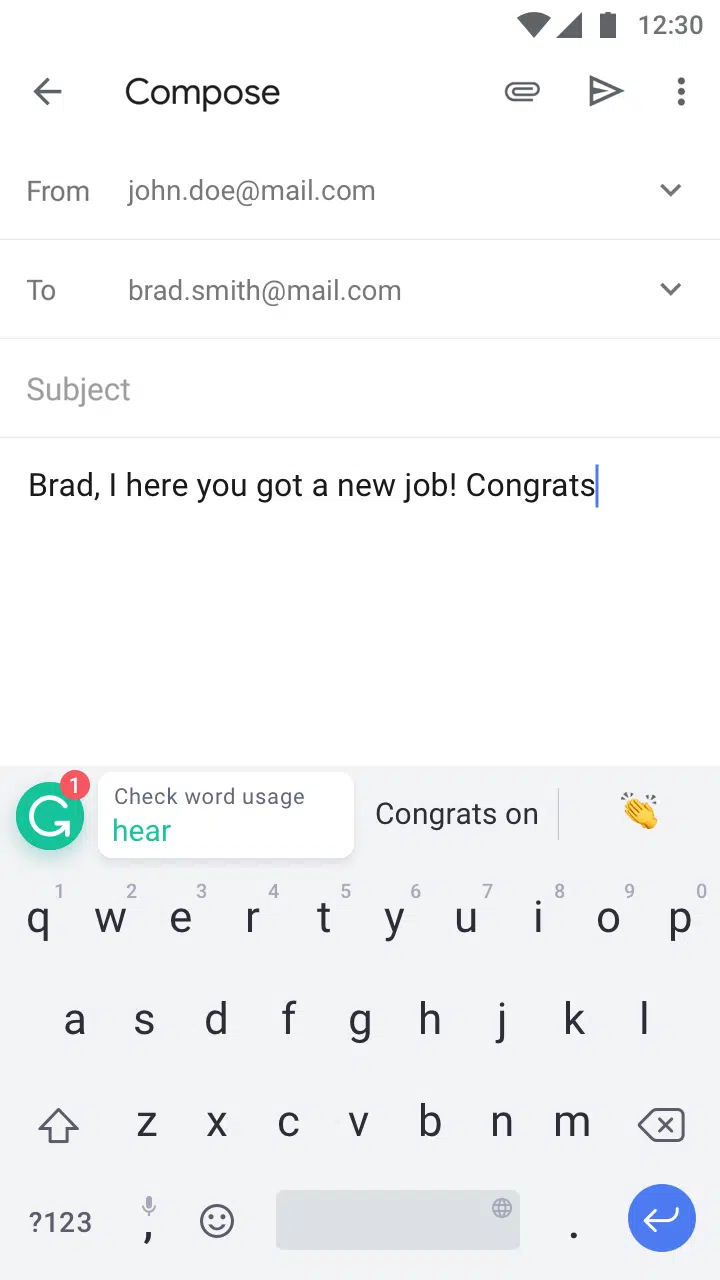 12:30
Compose
From john.doe@mail.com
To brad.smith@mail.com
Subject
Brad, I here you got a new job! Congrats
1
Check word usage
hear
Congrats on 👏
1 2 3 4 5 6 7 8 9 0
q w e r t y u i o p
a s d f g h j k l
z x c v b n m
?123 , .